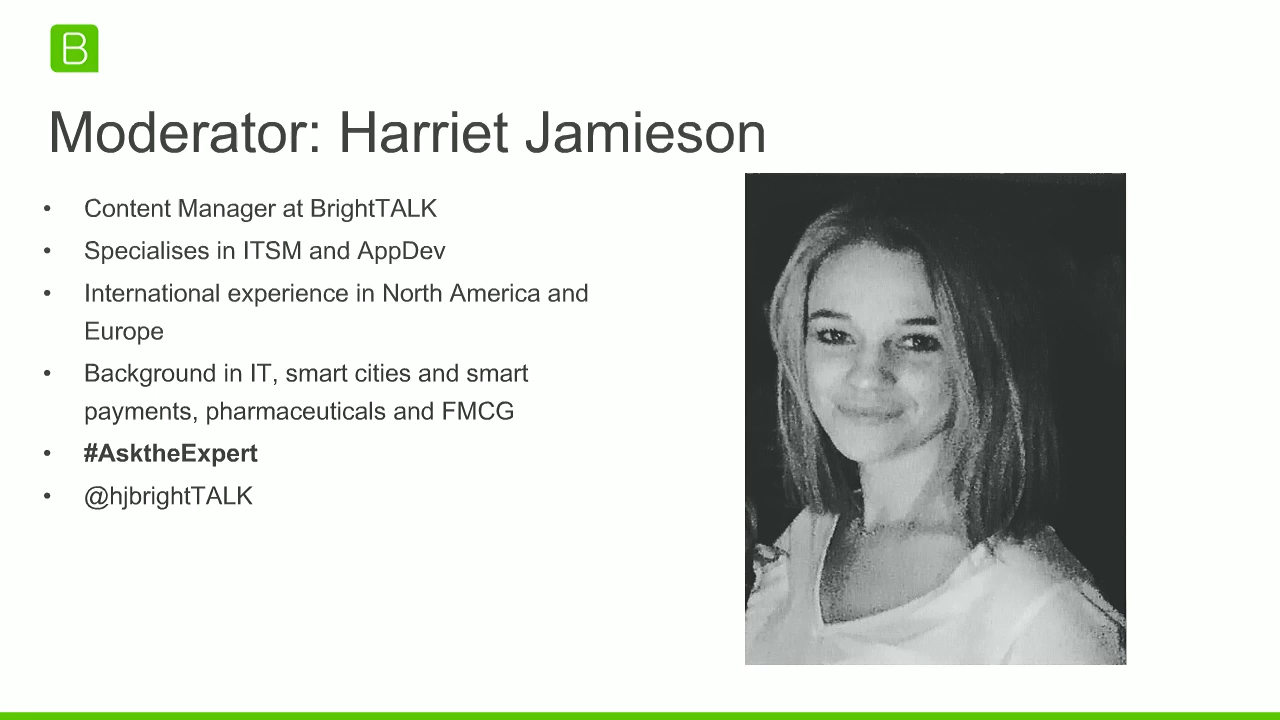 B
Moderator: Harriet Jamieson
• Content Manager at BrightTALK
• Specialises in ITSM and AppDev
• International experience in North America and
Europe
• Background in IT, smart cities and smart
payments, pharmaceuticals and FMCG
• #AsktheExpert
• @hjbrightTALK